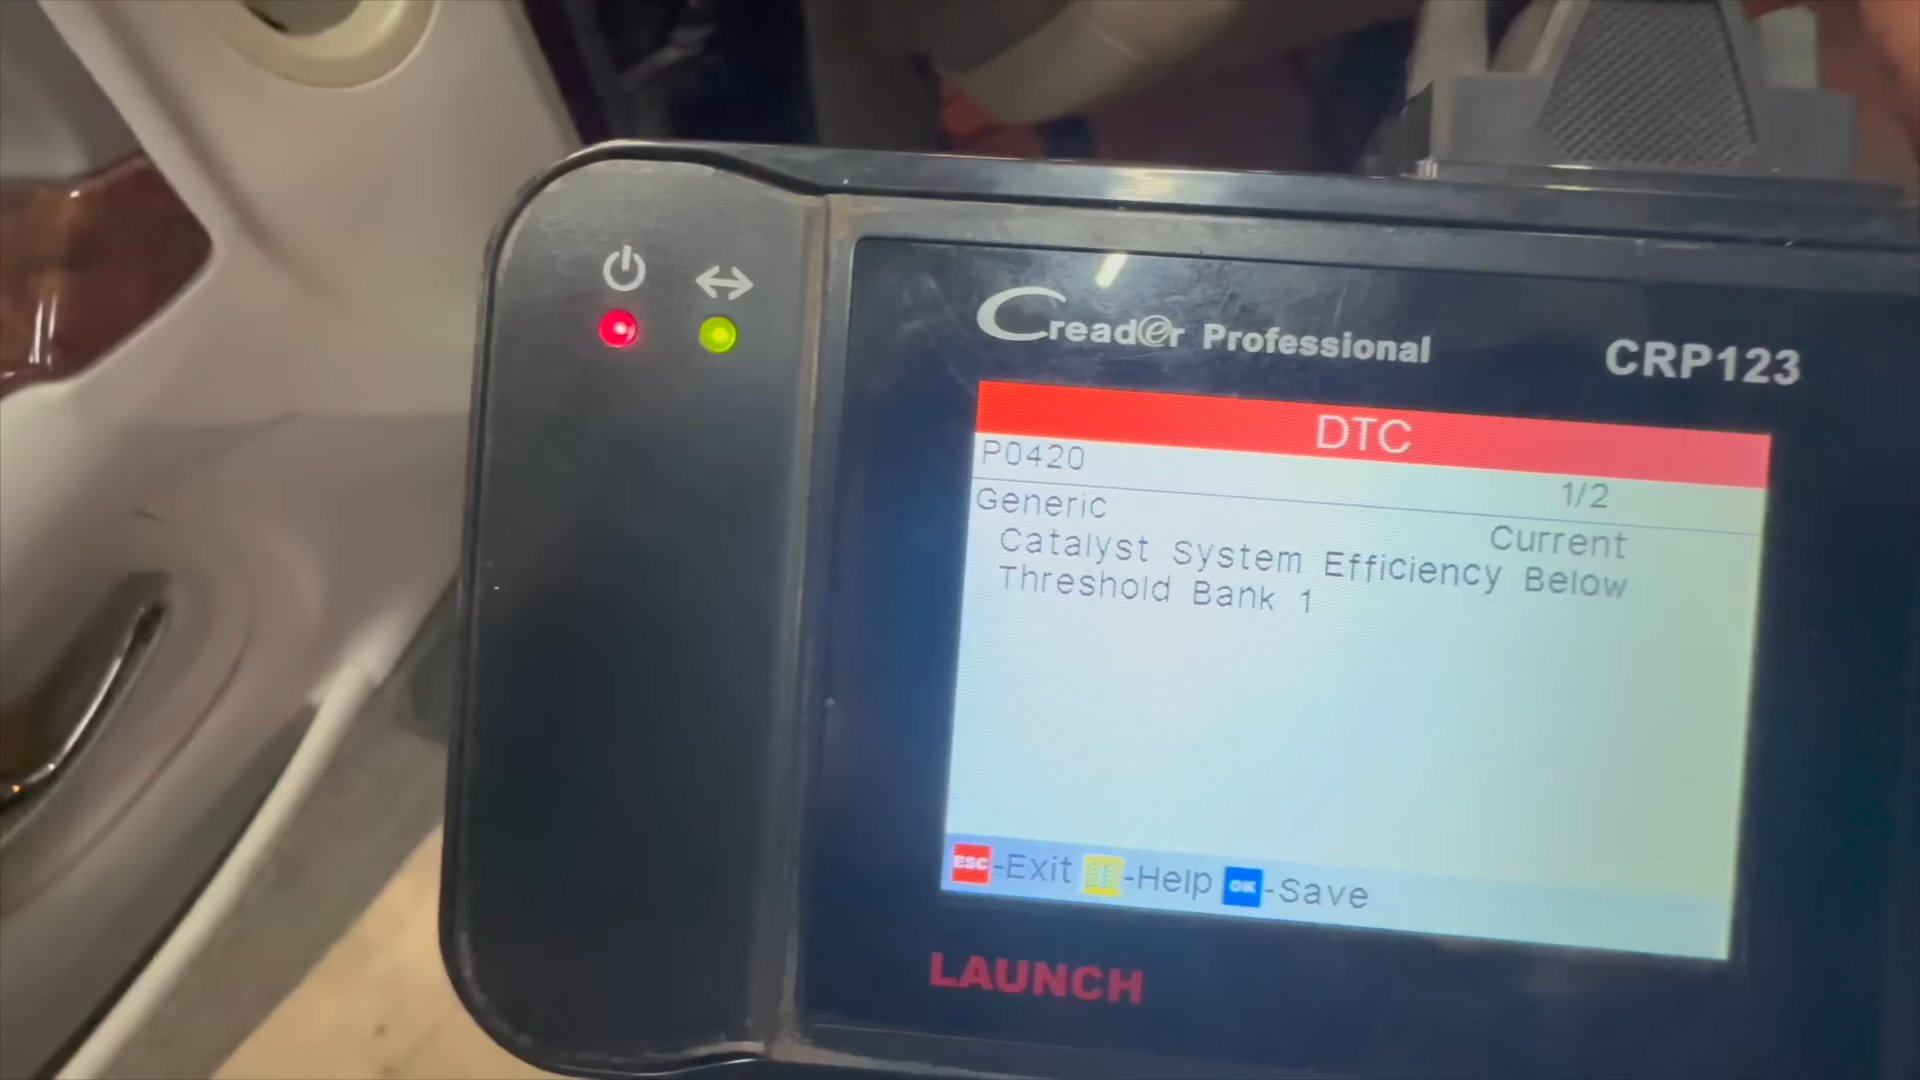 Creader Professional
CRP123
DTC
P0420
1/2
Generic
Current
Catalyst System Efficiency Below
Threshold Bank 1
ESC-Exit -Help OK-Save
LAUNCH